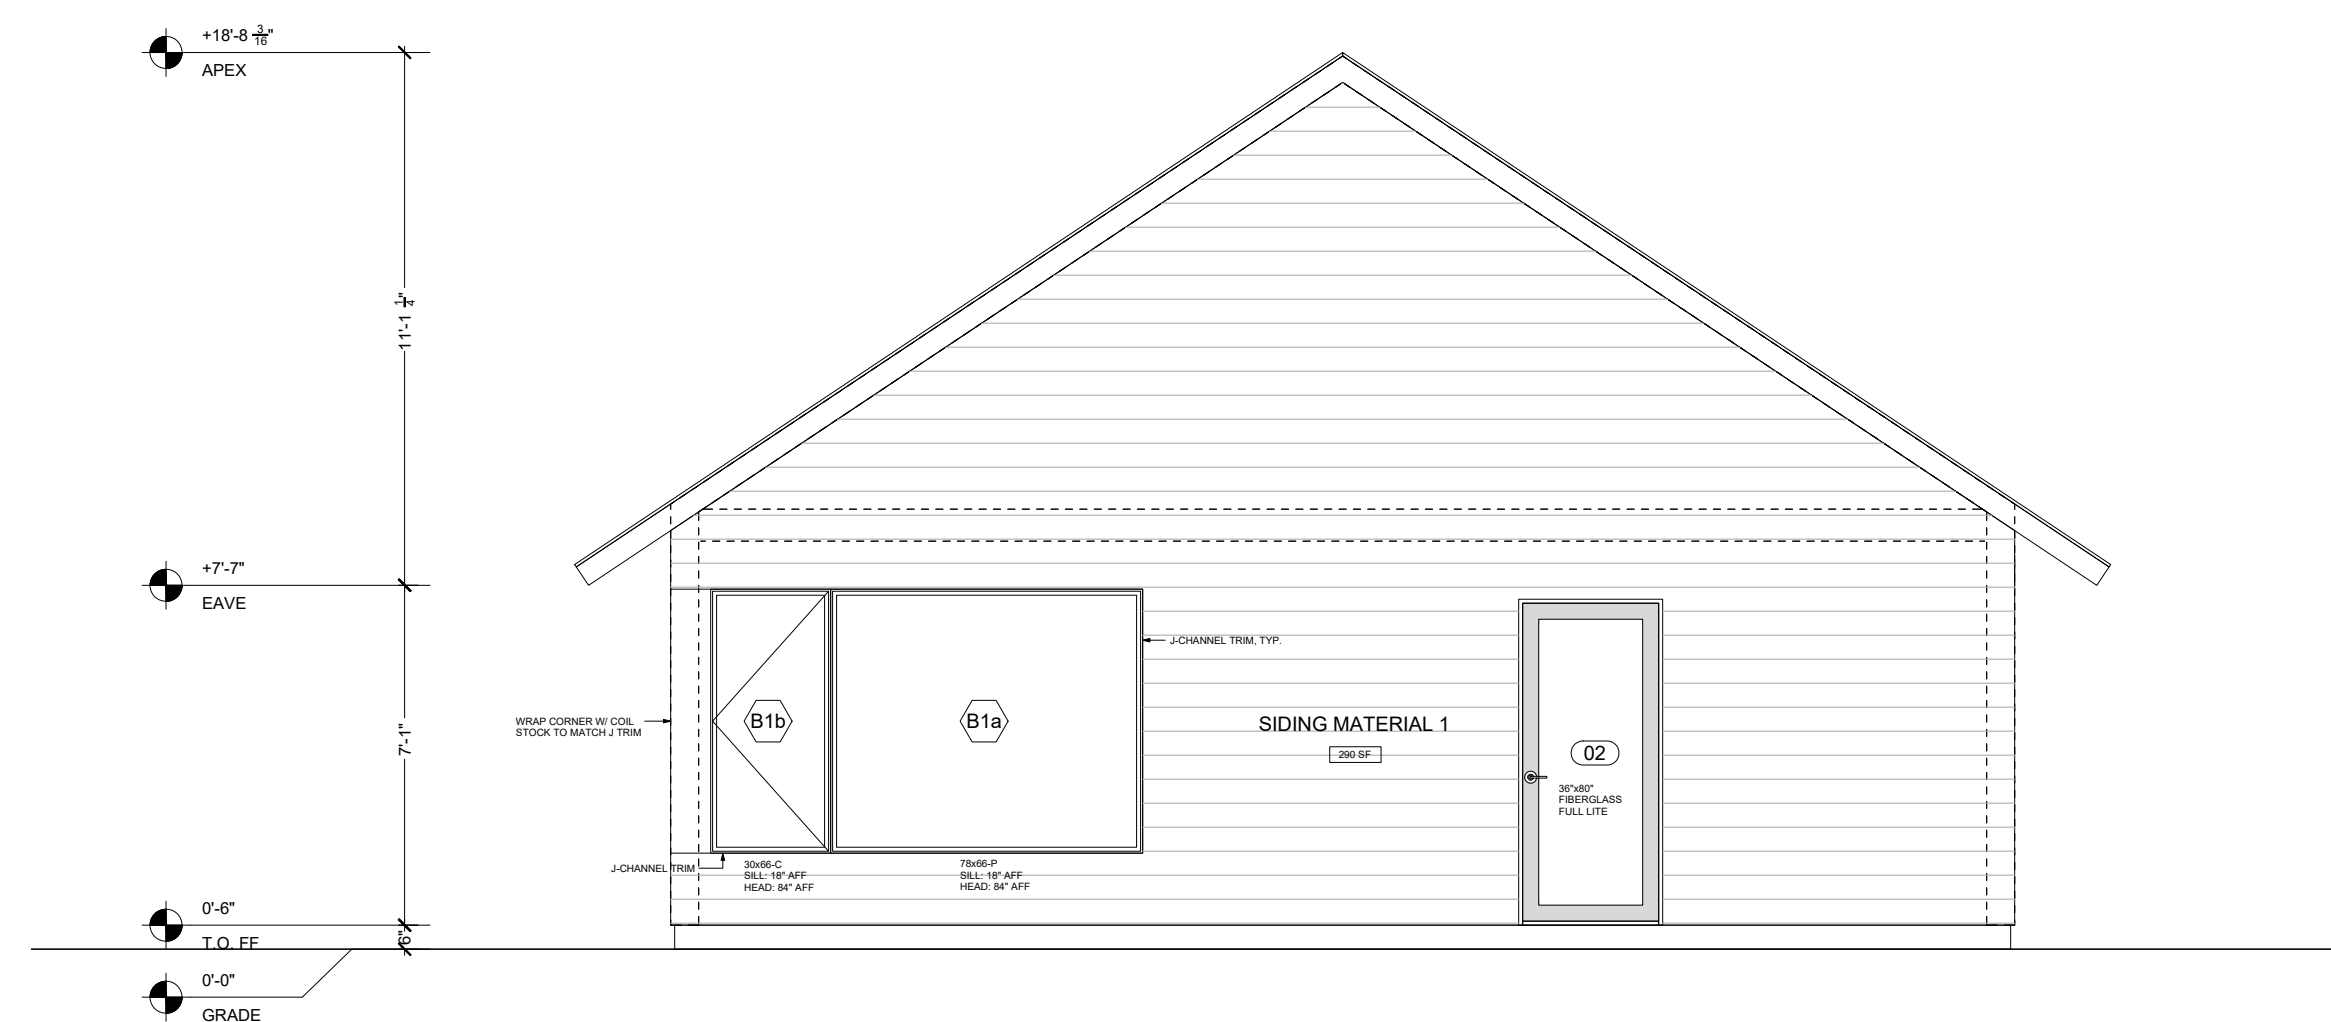 +18'-8 3/16"
APEX
11'-1 1/4"
+7'-7"
EAVE
J-CHANNEL TRIM, TYP.
B1b
B1a
WRAP CORNER W/ COIL
STOCK TO MATCH J TRIM
SIDING MATERIAL 1
290 SF
7'-1"
02
36"x80"
FIBERGLASS
FULL LITE
J-CHANNEL TRIM
30x66-C
SILL: 18" AFF
HEAD: 84" AFF
78x66-P
SILL: 18" AFF
HEAD: 84" AFF
0'-6"
T.O. FF
6"
0'-0"
GRADE